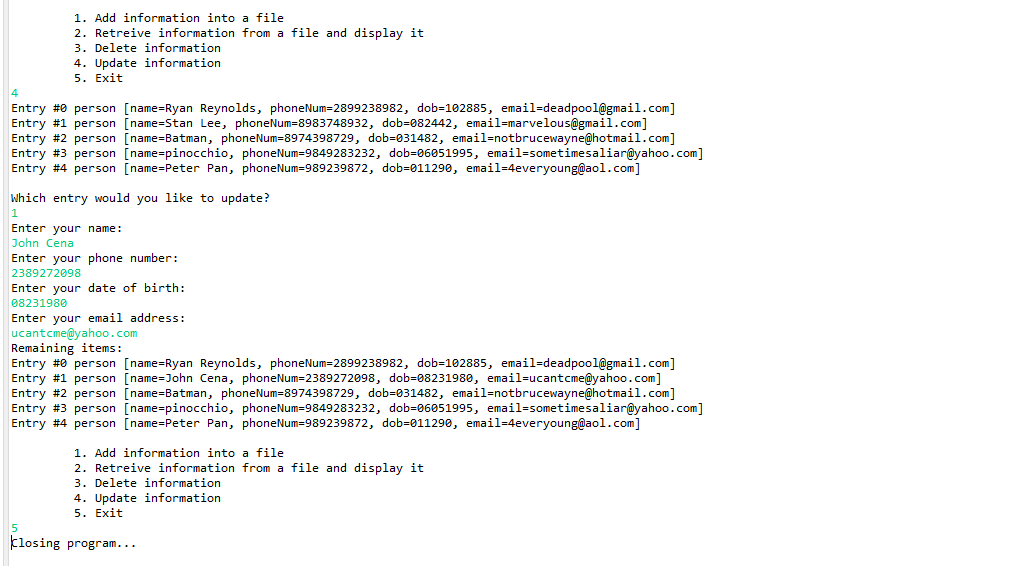 1. Add information into a file
2. Retreive information from a file and display it
3. Delete information
4. Update information
5. Exit
4
Entry #0 person [name=Ryan Reynolds, phoneNum=2899238982, dob=102885, email=deadpool@gmail.com]
Entry #1 person [name=Stan Lee, phoneNum=8983748932, dob=082442, email=marvelous@gmail.com]
Entry #2 person [name=Batman, phoneNum=8974398729, dob=031482, email=notbrucewayne@hotmail.com]
Entry #3 person [name=pinocchio, phoneNum=9849283232, dob=06051995, email=sometimesaliar@yahoo.com]
Entry #4 person [name=Peter Pan, phoneNum=989239872, dob=011290, email=4everyoung@aol.com]
Which entry would you like to update?
1
Enter your name:
John Cena
Enter your phone number:
2389272098
Enter your date of birth:
08231980
Enter your email address:
ucantcme@yahoo.com
Remaining items:
Entry #0 person [name=Ryan Reynolds, phoneNum=2899238982, dob=102885, email=deadpool@gmail.com]
Entry #1 person [name=John Cena, phoneNum=2389272098, dob=08231980, email=ucantcme@yahoo.com]
Entry #2 person [name=Batman, phoneNum=8974398729, dob=031482, email=notbrucewayne@hotmail.com]
Entry #3 person [name=pinocchio, phoneNum=9849283232, dob=06051995, email=sometimesaliar@yahoo.com]
Entry #4 person [name=Peter Pan, phoneNum=989239872, dob=011290, email=4everyoung@aol.com]
1. Add information into a file
2. Retreive information from a file and display it
3. Delete information
4. Update information
5. Exit
5
Closing program...